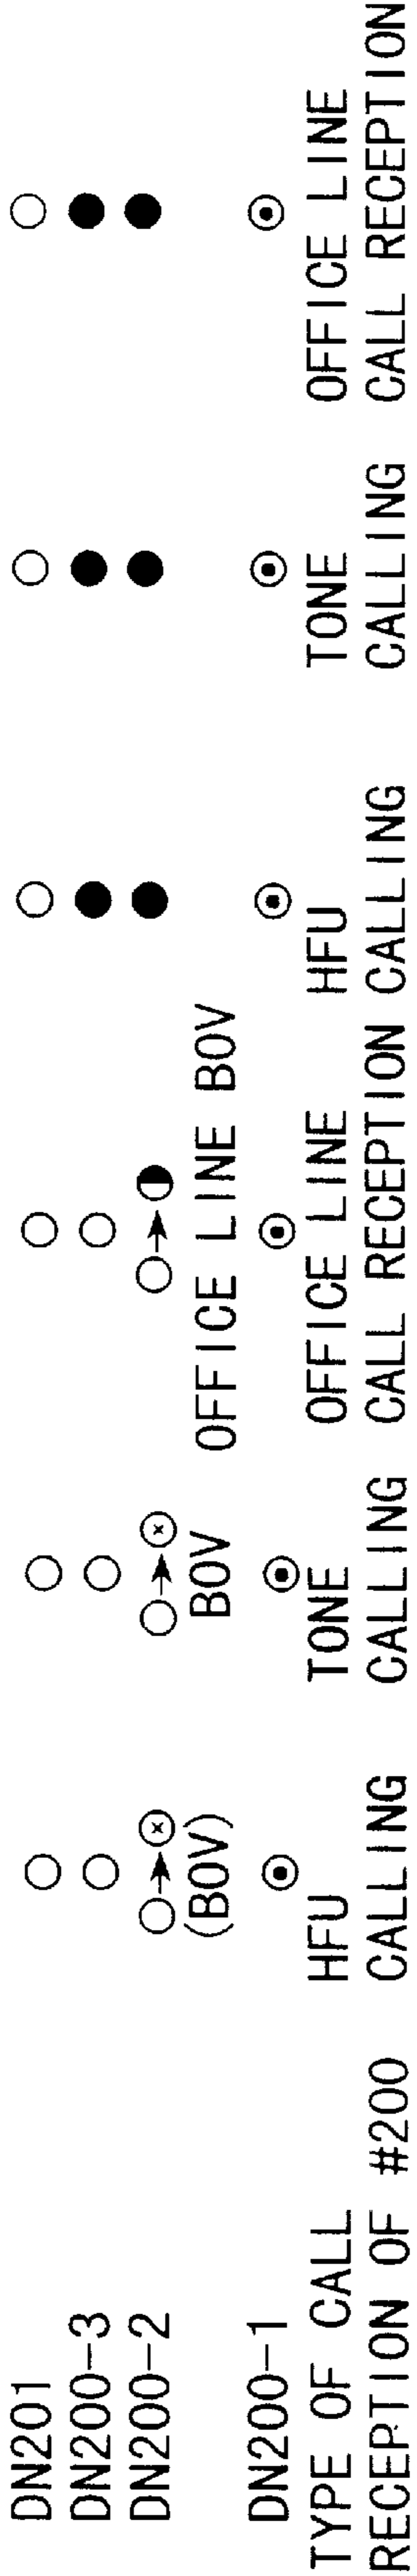 DN201
DN200-3
DN200-2
(BOV)
BOV
OFFICE LINE BOV
DN200-1
TYPE OF CALL
RECEPTION OF #200
HFU
CALLING
TONE
CALLING
OFFICE LINE
CALL RECEPTION
HFU
CALLING
TONE
CALLING
OFFICE LINE
CALL RECEPTION